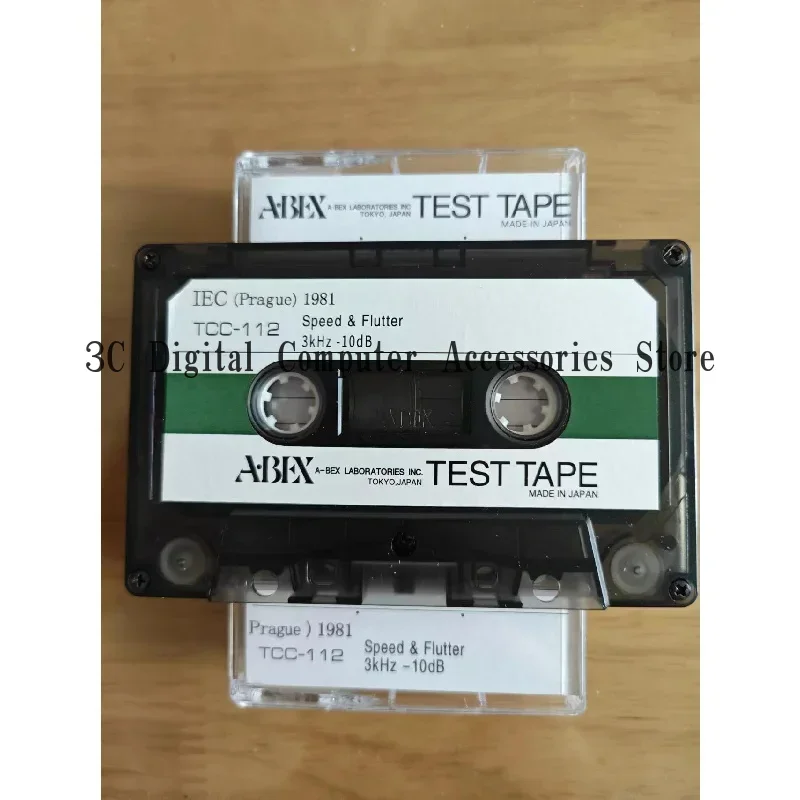 A·BEX A-BEX LABORATORIES INC TOKYO, JAPAN TEST TAPE
MADE IN JAPAN
IEC (Prague) 1981
TCC-112 Speed & Flutter
3kHz -10dB
3C Digital Computer Accessories Store
ABEX
A·BEX A-BEX LABORATORIES INC. TOKYO,JAPAN TEST TAPE
MADE IN JAPAN
Prague ) 1981
TCC-112 Speed & Flutter
3kHz -10dB